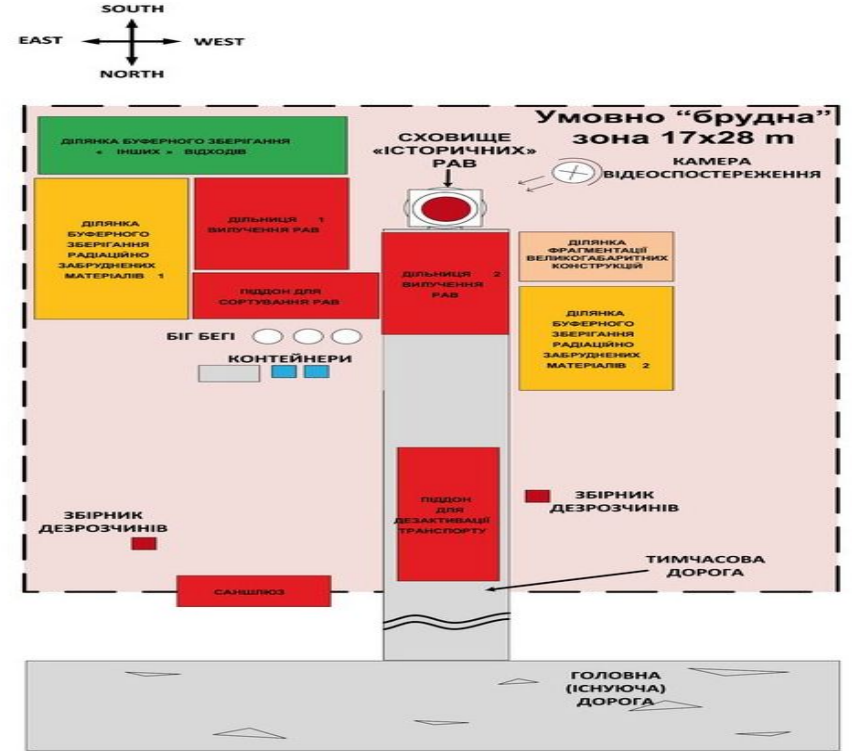 SOUTH
EAST
WEST
NORTH
Умовно “брудна”
зона 17х28 m
ДІЛЯНКА БУФЕРНОГО ЗБЕРІГАННЯ
« ІНШИХ » ВІДХОДІВ
СХОВИЩЕ
«ІСТОРИЧНИХ»
РАВ
КАМЕРА
ВІДЕОСПОСТЕРЕЖЕННЯ
ДІЛЯНКА
БУФЕРНОГО
ЗБЕРІГАННЯ
РАДІАЦІЙНО
ЗАБРУДНЕНИХ
МАТЕРІАЛІВ 1
ДІЛЬНИЦЯ 1
ВИЛУЧЕННЯ РАВ
ПІДДОН ДЛЯ
СОРТУВАННЯ РАВ
ДІЛЬНИЦЯ 2
ВИЛУЧЕННЯ
РАВ
ДІЛЯНКА
ФРАГМЕНТАЦІЇ
ВЕЛИКОГАБАРИТНИХ
КОНСТРУКЦІЙ
ДІЛЯНКА
БУФЕРНОГО
ЗБЕРІГАННЯ
РАДІАЦІЙНО
ЗАБРУДНЕНИХ
МАТЕРІАЛІВ 2
БІГ БЕГІ
КОНТЕЙНЕРИ
ПІДДОН
ДЛЯ
ДЕЗАКТИВАЦІЇ
ТРАНСПОРТУ
ЗБІРНИК
ДЕЗРОЗЧИНІВ
ЗБІРНИК
ДЕЗРОЗЧИНІВ
ТИМЧАСОВА
ДОРОГА
САНШЛЮЗ
ГОЛОВНА
(ІСНУЮЧА)
ДОРОГА